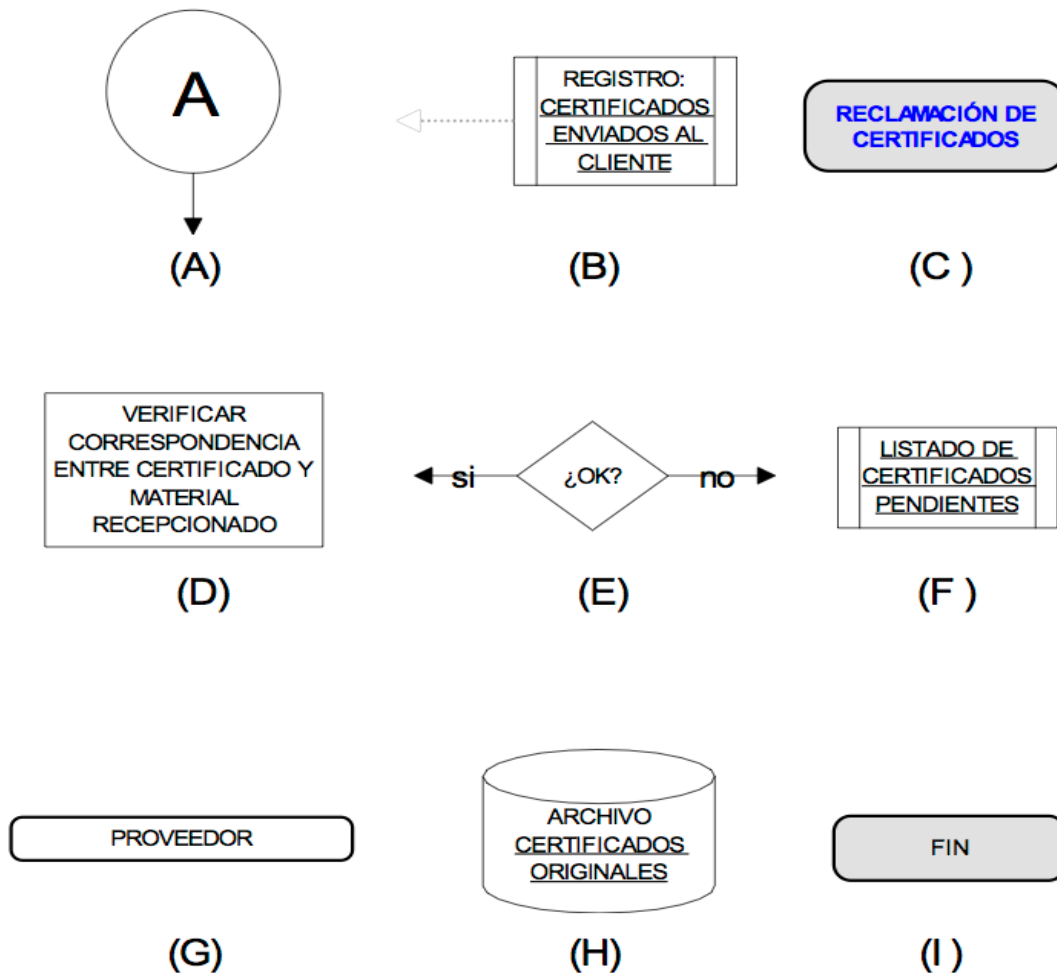 A
(A)
REGISTRO:
CERTIFICADOS
ENVIADOS AL
CLIENTE
(B)
RECLAMACIÓN DE
CERTIFICADOS
(C )
VERIFICAR
CORRESPONDENCIA
ENTRE CERTIFICADO Y
MATERIAL
RECEPCIONADO
(D)
si
¿OK?
no
(E)
LISTADO DE
CERTIFICADOS
PENDIENTES
(F )
PROVEEDOR
(G)
ARCHIVO
CERTIFICADOS
ORIGINALES
(H)
FIN
(I )